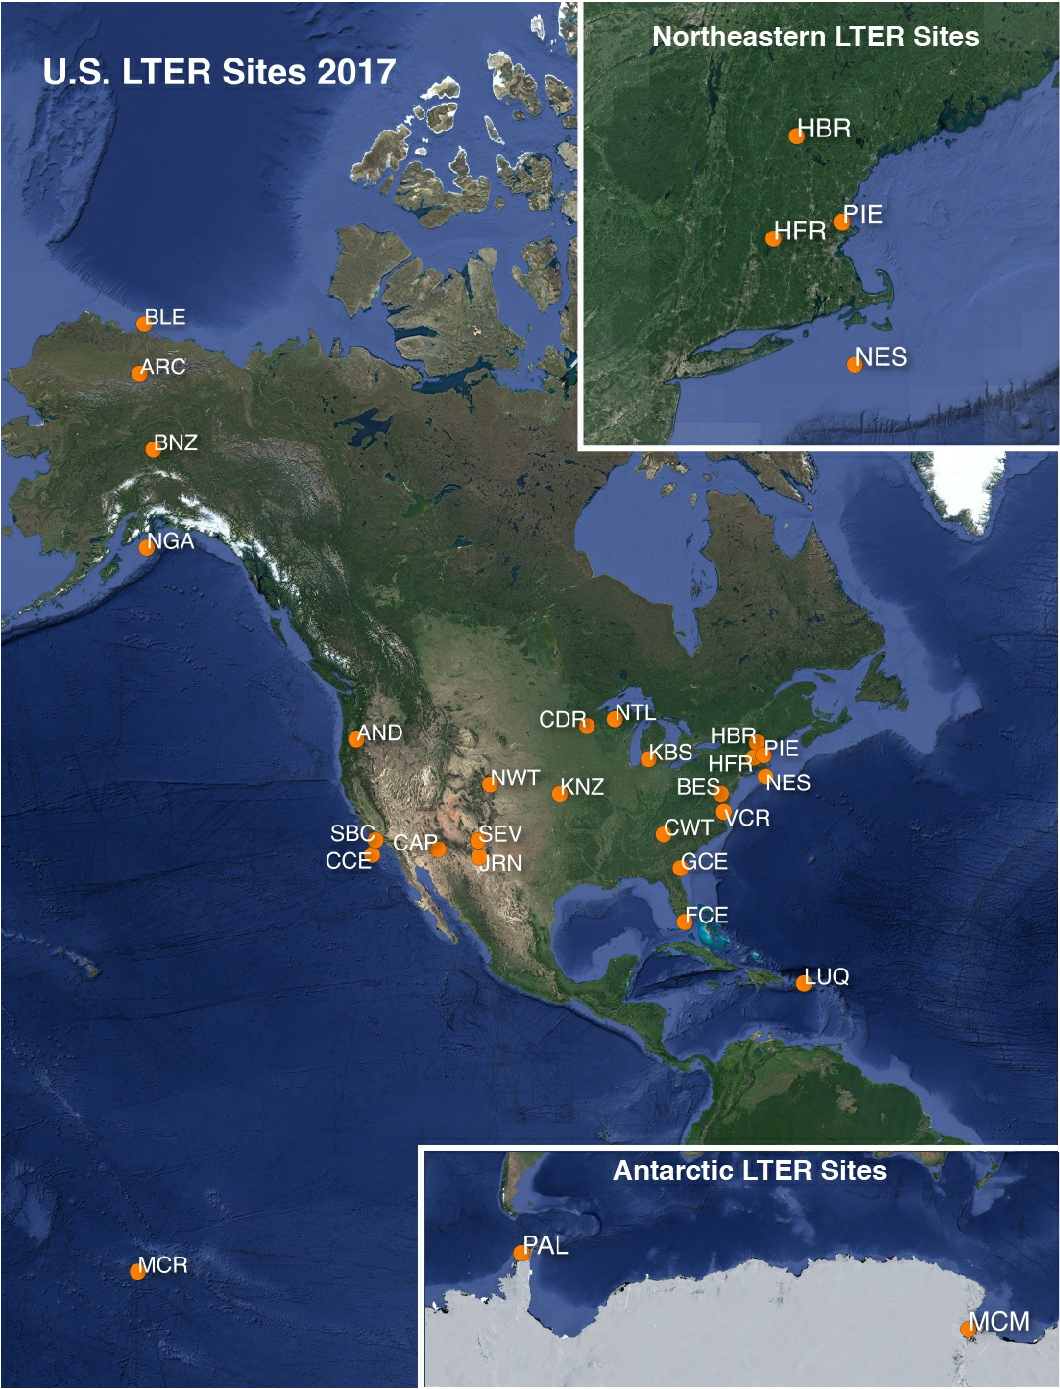 U.S. LTER Sites 2017
Northeastern LTER Sites
HBR
PIE
HFR
NES
BLE
ARC
BNZ
NGA
AND
CDR
NTL
KBS
HBR
PIE
HFR
NES
NWT
KNZ
BES
VCR
SBC
CAP
SEV
CWT
CCE
JRN
GCE
FCE
LUQ
MCR
Antarctic LTER Sites
PAL
MCM